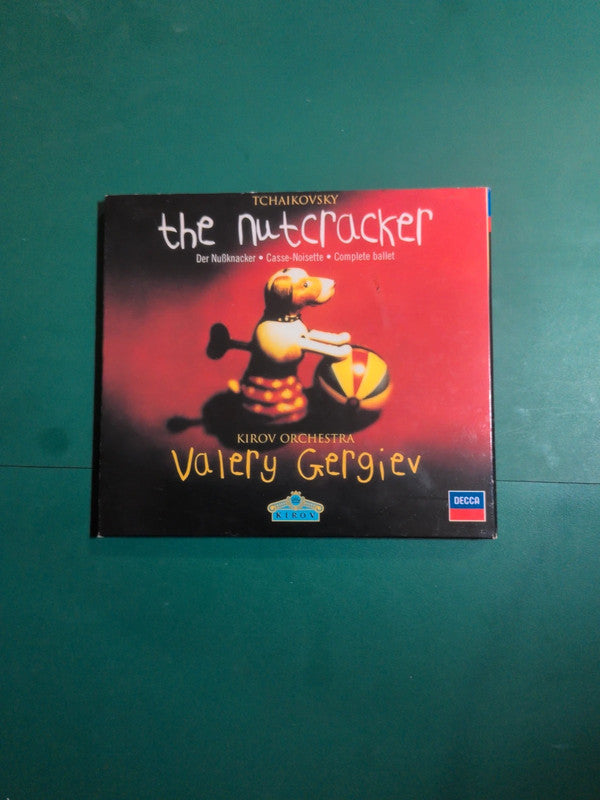 TCHAIKOVSKY
the nutcracker
Der Nußknacker • Casse-Noisette • Complete ballet
KIROV ORCHESTRA
Valery Gergiev
KIROV
DECCA